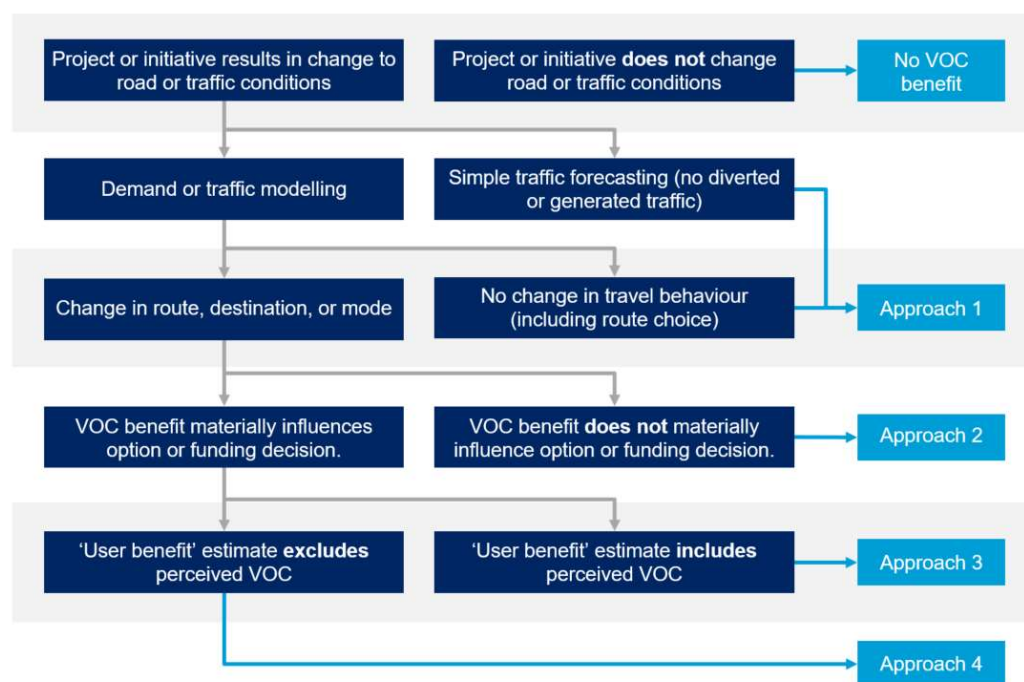 Project or initiative results in change to
road or traffic conditions
Project or initiative does not change
road or traffic conditions
No VOC
benefit
Demand or traffic modelling
Simple traffic forecasting (no diverted
or generated traffic)
Change in route, destination, or mode
No change in travel behaviour
(including route choice)
Approach 1
VOC benefit materially influences
option or funding decision.
VOC benefit does not materially
influence option or funding decision.
Approach 2
‘User benefit’ estimate excludes
perceived VOC
‘User benefit’ estimate includes
perceived VOC
Approach 3
Approach 4